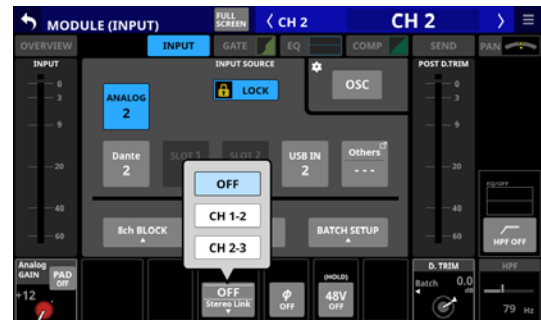 MODULE (INPUT)
FULL SCREEN
CH 2
CH 2
OVERVIEW
INPUT
GATE
EQ
COMP
SEND
PAN
INPUT
INPUT SOURCE
POST D.TRIM
LOCK
OSC
ANALOG
2
0
3
9
20
40
60
0
3
9
20
40
60
Dante
2
SLOT 1
SLOT 2
USB IN
2
Others
---
OFF
CH 1-2
CH 2-3
8ch BLOCK
BATCH SETUP
EQ/OFF
HPF OFF
Analog
GAIN
PAD
OFF
+12
OFF
Stereo Link
φ
OFF
(HOLD)
48V
OFF
D. TRIM
Batch 0.0
dB
HPF
79 Hz